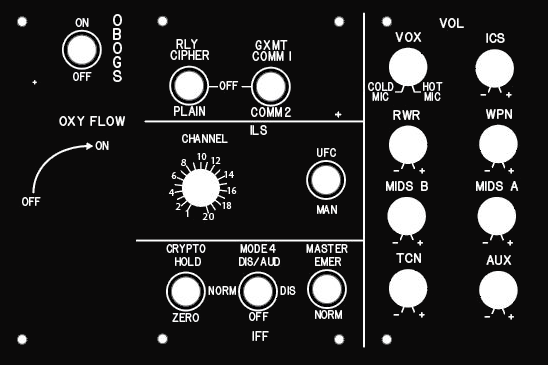 ON
OFF
OBOGS
OXY FLOW
ON
OFF
RLY
CIPHER
GXMT
COMM 1
OFF
PLAIN
COMM 2
ILS
CHANNEL
1 2 4 6 8 10 12 14 16 18 20
UFC
MAN
CRYPTO
HOLD
NORM
ZERO
MODE 4
DIS/AUD
DIS
OFF
MASTER
EMER
NORM
IFF
VOL
VOX
COLD
MIC
HOT
MIC
ICS
- +
RWR
- +
WPN
- +
MIDS B
- +
MIDS A
- +
TCN
- +
AUX
- +